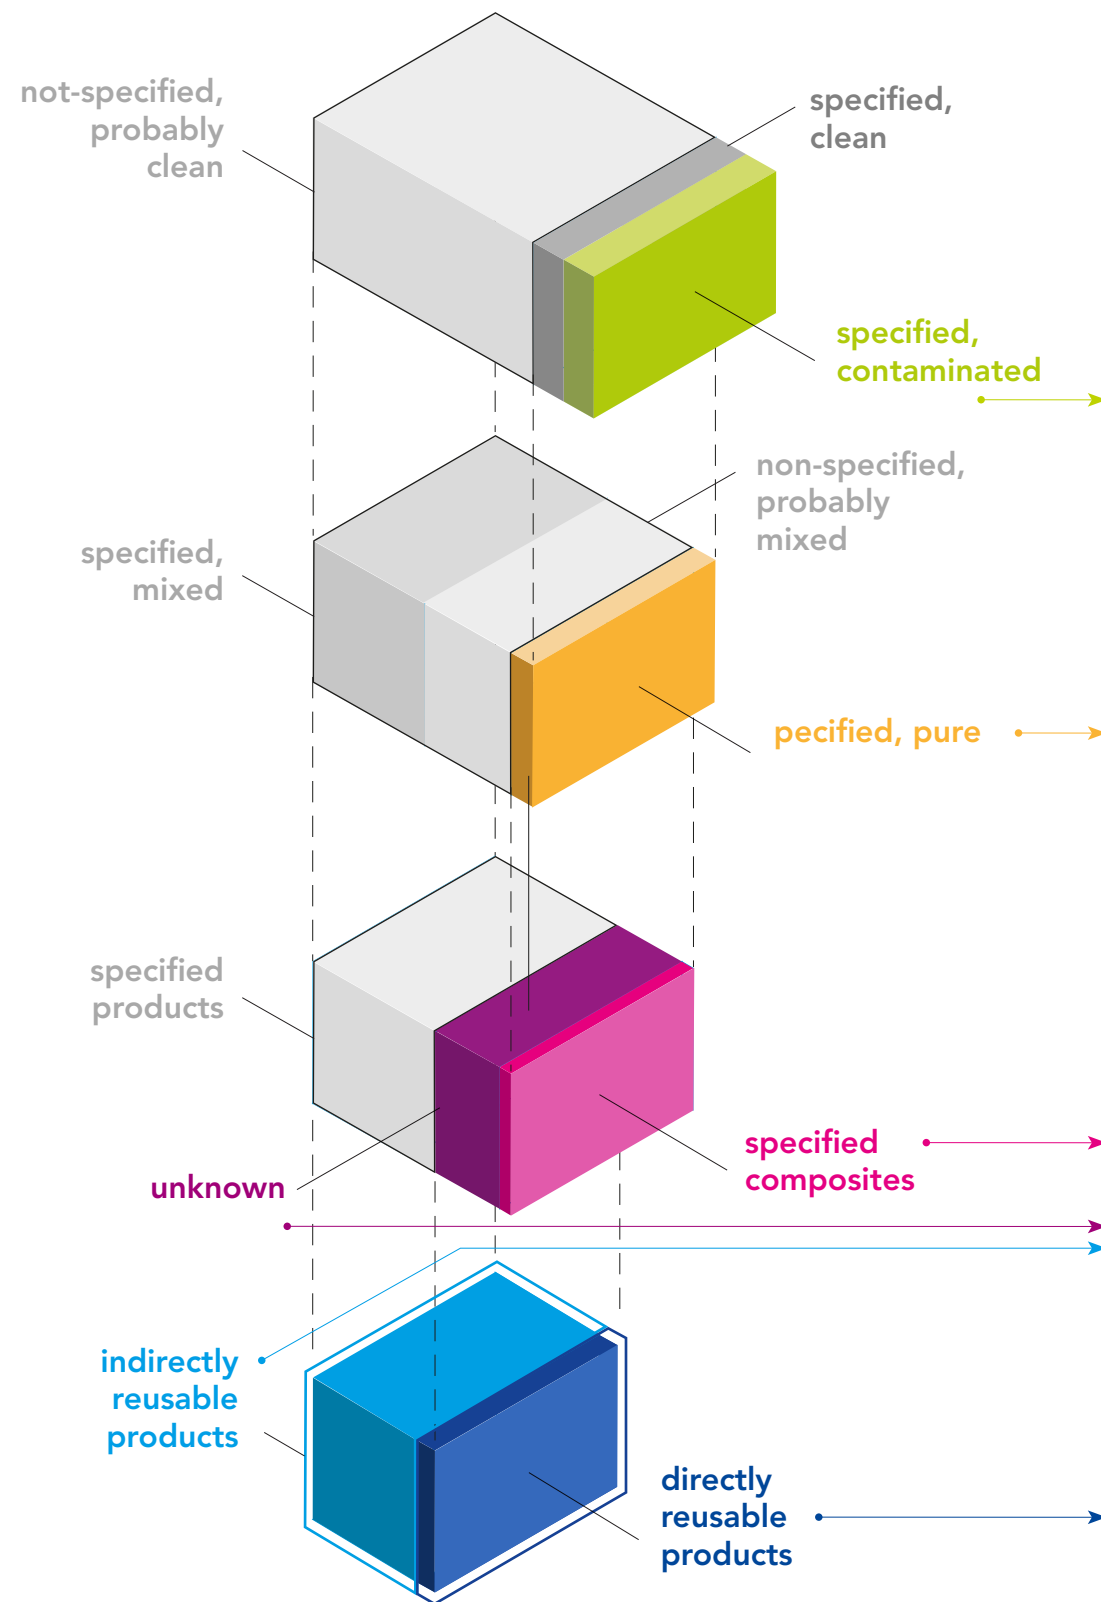 not-specified,
probably
clean
specified,
clean
specified,
contaminated
non-specified,
probably
mixed
specified,
mixed
pecified, pure
specified
products
specified
composites
unknown
indirectly
reusable
products
directly
reusable
products